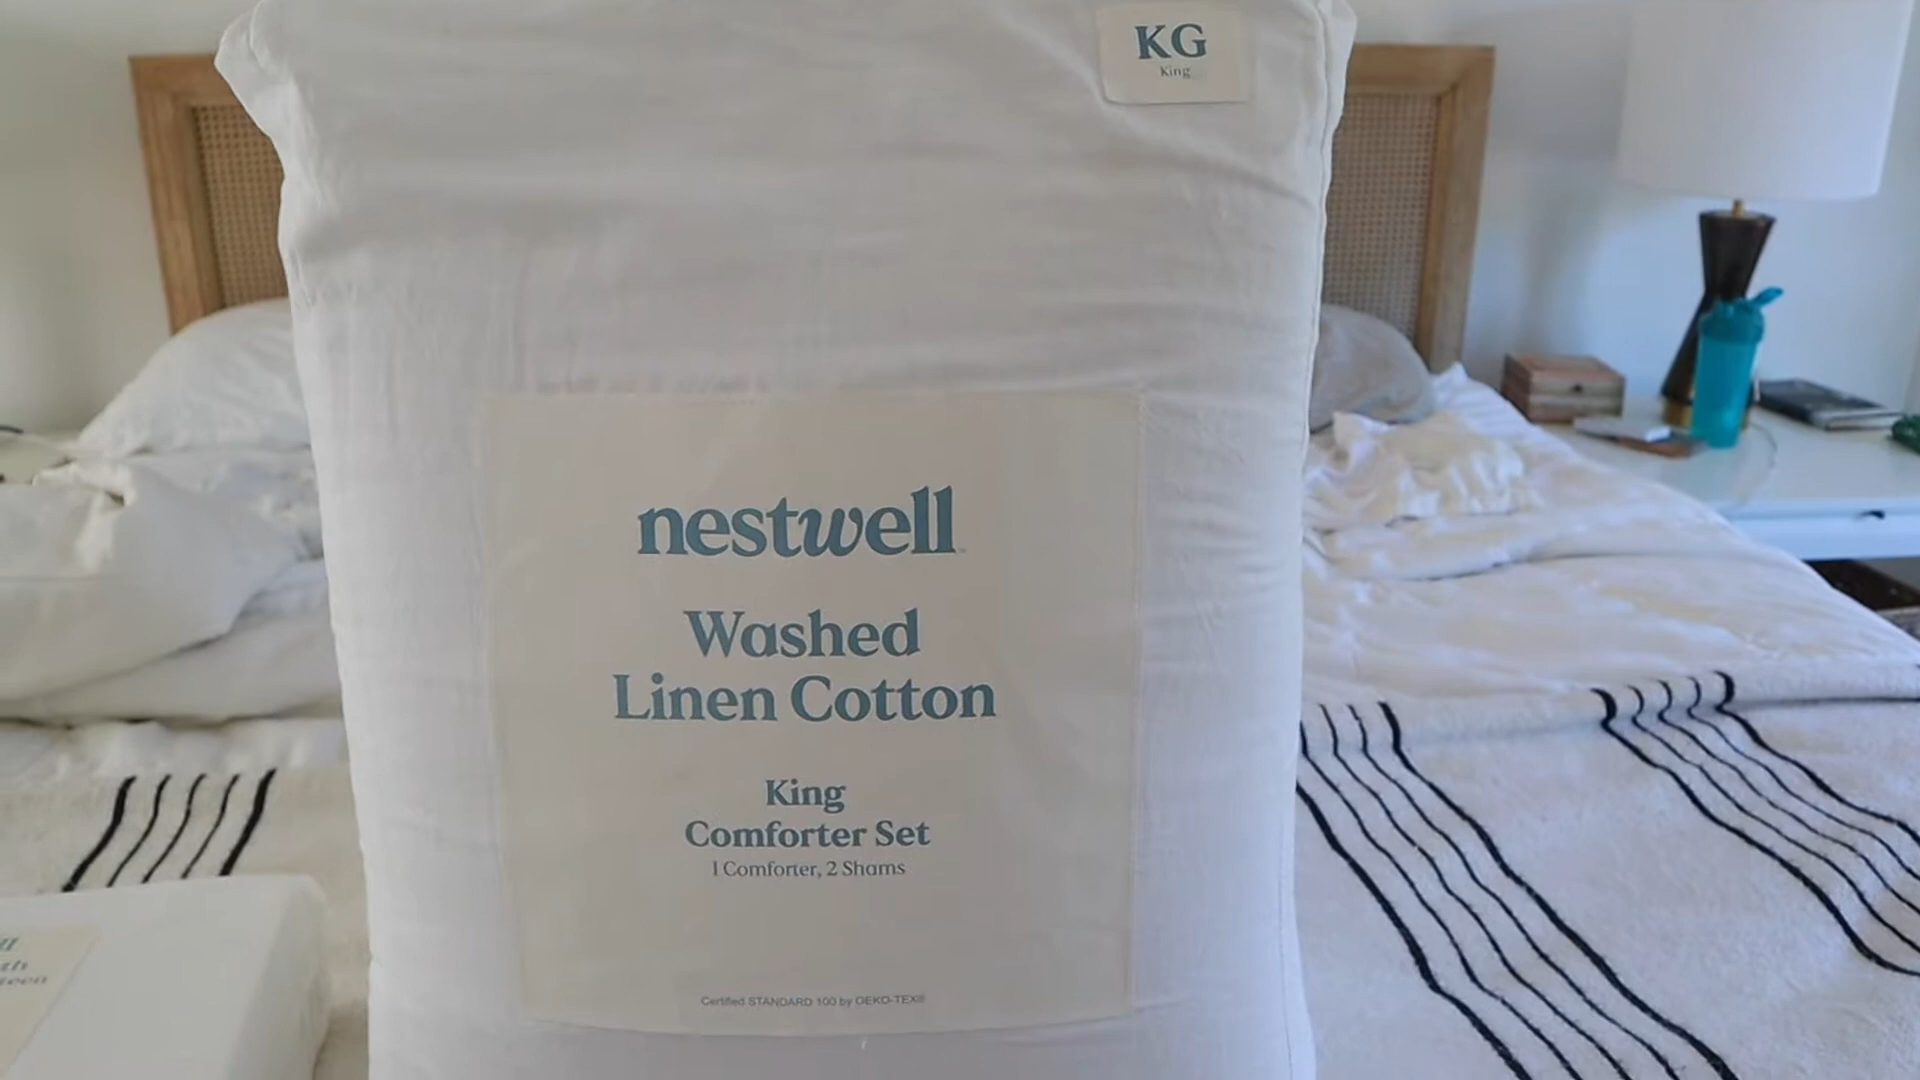 KG
King
nestwell
Washed
Linen Cotton
King
Comforter Set
1 Comforter, 2 Shams
Certified STANDARD 100 by OEKO-TEX®